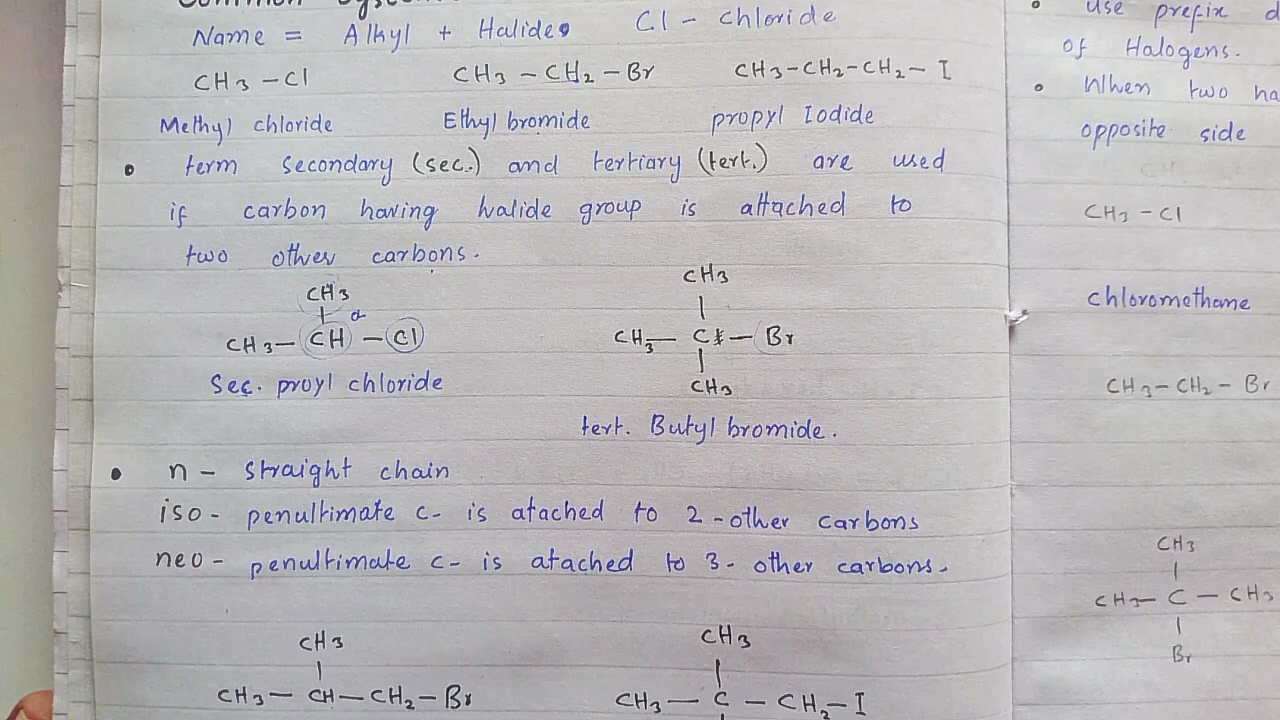 Common Syste
Name = Alkyl + Halide. Cl - chloride
CH3 - Cl CH3 - CH2 - Br CH3-CH2-CH2- I
Methyl chloride Ethyl bromide propyl Iodide
• term secondary (sec.) and tertiary (tert.) are used
if carbon having halide group is attached to
two other carbons.
CH3
|
CH3- CH - Cl
α
Sec. proyl chloride
CH3
|
CH3- C - Br
|
CH3
tert. Butyl bromide.
• n - straight chain
iso - penultimate c- is atached to 2 - other carbons
neo - penultimate c- is atached to 3 - other carbons.
CH3
|
CH3- CH-CH2-Br
CH3
|
CH3- C - CH2-I
• use prefix d
of Halogens.
• When two ha
opposite side
CH3 - Cl
chloromethane
CH3-CH2- Br
CH3
|
CH3- C - CH3
|
Br